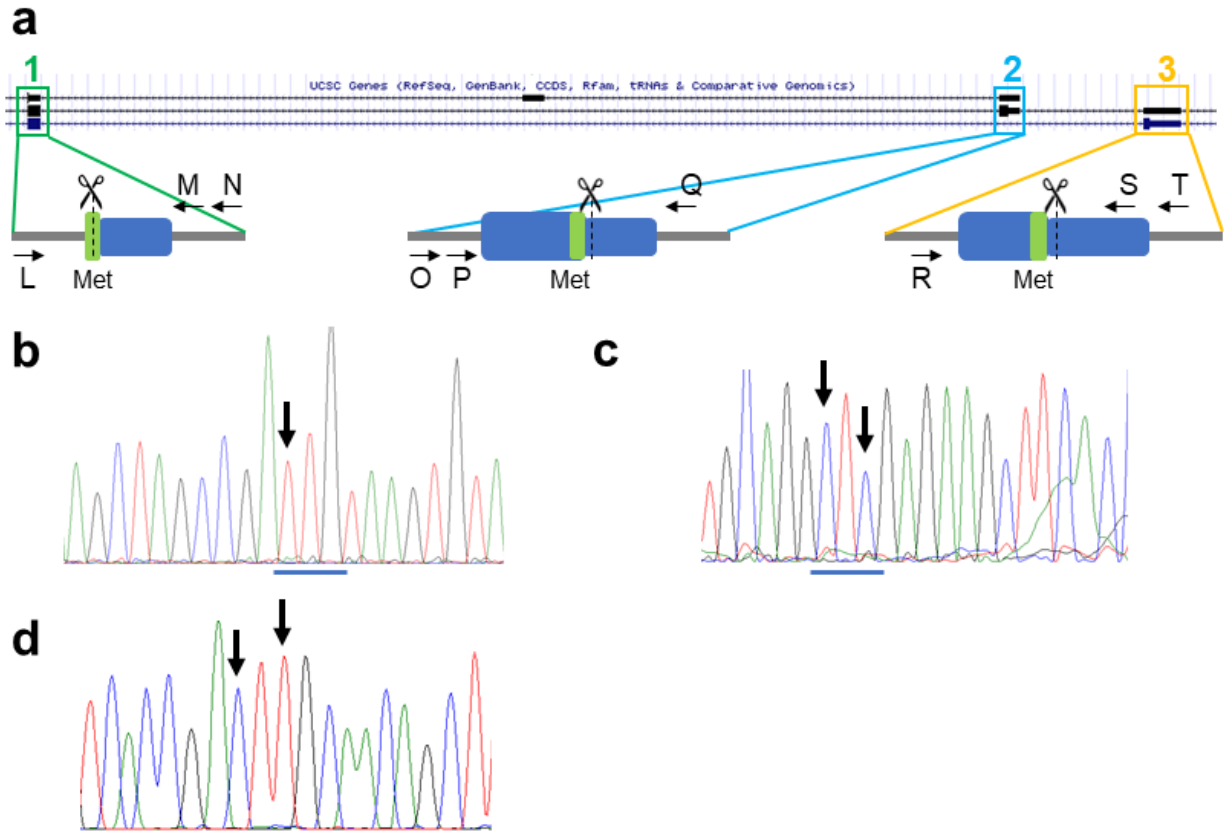 a
1
2
3
UCSC Genes (RefSeq, GenBank, CCDS, Rfam, tRNAs & Comparative Genomics)
M N
Q
S T
L
Met
O P
Met
R
Met
b
c
d